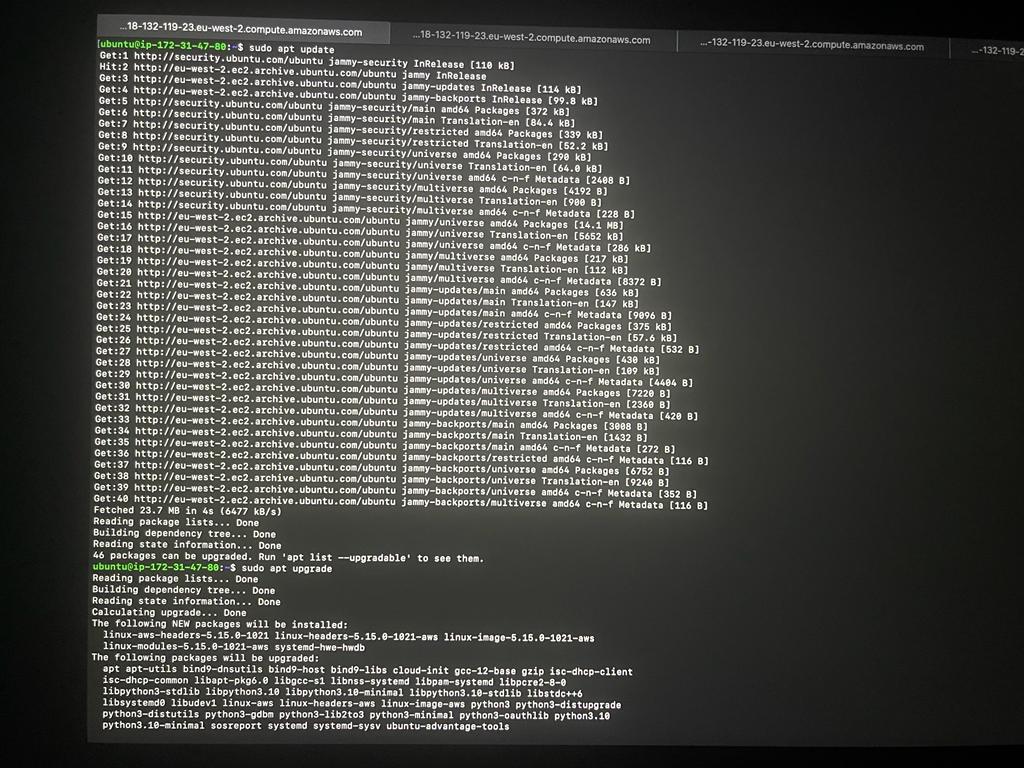 ...18-132-119-23.eu-west-2.compute.amazonaws.com
...18-132-119-23.eu-west-2.compute.amazonaws.com
...-132-119-23.eu-west-2.compute.amazonaws.com
...-132-119-2
[ubuntu@ip-172-31-47-80:~$ sudo apt update
Get:1 http://security.ubuntu.com/ubuntu jammy-security InRelease [110 kB]
Hit:2 http://eu-west-2.ec2.archive.ubuntu.com/ubuntu jammy InRelease
Get:3 http://eu-west-2.ec2.archive.ubuntu.com/ubuntu jammy-updates InRelease [114 kB]
Get:4 http://eu-west-2.ec2.archive.ubuntu.com/ubuntu jammy-backports InRelease [99.8 kB]
Get:5 http://security.ubuntu.com/ubuntu jammy-security/main amd64 Packages [372 kB]
Get:6 http://security.ubuntu.com/ubuntu jammy-security/main Translation-en [84.4 kB]
Get:7 http://security.ubuntu.com/ubuntu jammy-security/restricted amd64 Packages [339 kB]
Get:8 http://security.ubuntu.com/ubuntu jammy-security/restricted Translation-en [52.2 kB]
Get:9 http://security.ubuntu.com/ubuntu jammy-security/universe amd64 Packages [290 kB]
Get:10 http://security.ubuntu.com/ubuntu jammy-security/universe Translation-en [64.0 kB]
Get:11 http://security.ubuntu.com/ubuntu jammy-security/universe amd64 c-n-f Metadata [2408 B]
Get:12 http://security.ubuntu.com/ubuntu jammy-security/multiverse amd64 Packages [4192 B]
Get:13 http://security.ubuntu.com/ubuntu jammy-security/multiverse Translation-en [900 B]
Get:14 http://security.ubuntu.com/ubuntu jammy-security/multiverse amd64 c-n-f Metadata [228 B]
Get:15 http://eu-west-2.ec2.archive.ubuntu.com/ubuntu jammy/universe amd64 Packages [14.1 MB]
Get:16 http://eu-west-2.ec2.archive.ubuntu.com/ubuntu jammy/universe Translation-en [5652 kB]
Get:17 http://eu-west-2.ec2.archive.ubuntu.com/ubuntu jammy/universe amd64 c-n-f Metadata [286 kB]
Get:18 http://eu-west-2.ec2.archive.ubuntu.com/ubuntu jammy/multiverse amd64 Packages [217 kB]
Get:19 http://eu-west-2.ec2.archive.ubuntu.com/ubuntu jammy/multiverse Translation-en [112 kB]
Get:20 http://eu-west-2.ec2.archive.ubuntu.com/ubuntu jammy/multiverse amd64 c-n-f Metadata [8372 B]
Get:21 http://eu-west-2.ec2.archive.ubuntu.com/ubuntu jammy-updates/main amd64 Packages [636 kB]
Get:22 http://eu-west-2.ec2.archive.ubuntu.com/ubuntu jammy-updates/main Translation-en [147 kB]
Get:23 http://eu-west-2.ec2.archive.ubuntu.com/ubuntu jammy-updates/main amd64 c-n-f Metadata [9096 B]
Get:24 http://eu-west-2.ec2.archive.ubuntu.com/ubuntu jammy-updates/restricted amd64 Packages [375 kB]
Get:25 http://eu-west-2.ec2.archive.ubuntu.com/ubuntu jammy-updates/restricted Translation-en [57.6 kB]
Get:26 http://eu-west-2.ec2.archive.ubuntu.com/ubuntu jammy-updates/restricted amd64 c-n-f Metadata [532 B]
Get:27 http://eu-west-2.ec2.archive.ubuntu.com/ubuntu jammy-updates/universe amd64 Packages [430 kB]
Get:28 http://eu-west-2.ec2.archive.ubuntu.com/ubuntu jammy-updates/universe Translation-en [109 kB]
Get:29 http://eu-west-2.ec2.archive.ubuntu.com/ubuntu jammy-updates/universe amd64 c-n-f Metadata [4404 B]
Get:30 http://eu-west-2.ec2.archive.ubuntu.com/ubuntu jammy-updates/multiverse amd64 Packages [7220 B]
Get:31 http://eu-west-2.ec2.archive.ubuntu.com/ubuntu jammy-updates/multiverse Translation-en [2360 B]
Get:32 http://eu-west-2.ec2.archive.ubuntu.com/ubuntu jammy-updates/multiverse amd64 c-n-f Metadata [420 B]
Get:33 http://eu-west-2.ec2.archive.ubuntu.com/ubuntu jammy-backports/main amd64 Packages [3008 B]
Get:34 http://eu-west-2.ec2.archive.ubuntu.com/ubuntu jammy-backports/main Translation-en [1432 B]
Get:35 http://eu-west-2.ec2.archive.ubuntu.com/ubuntu jammy-backports/main amd64 c-n-f Metadata [272 B]
Get:36 http://eu-west-2.ec2.archive.ubuntu.com/ubuntu jammy-backports/restricted amd64 c-n-f Metadata [116 B]
Get:37 http://eu-west-2.ec2.archive.ubuntu.com/ubuntu jammy-backports/universe amd64 Packages [6752 B]
Get:38 http://eu-west-2.ec2.archive.ubuntu.com/ubuntu jammy-backports/universe Translation-en [9240 B]
Get:39 http://eu-west-2.ec2.archive.ubuntu.com/ubuntu jammy-backports/universe amd64 c-n-f Metadata [352 B]
Get:40 http://eu-west-2.ec2.archive.ubuntu.com/ubuntu jammy-backports/multiverse amd64 c-n-f Metadata [116 B]
Fetched 23.7 MB in 4s (6477 kB/s)
Reading package lists... Done
Building dependency tree... Done
Reading state information... Done
46 packages can be upgraded. Run 'apt list --upgradable' to see them.
ubuntu@ip-172-31-47-80:~$ sudo apt upgrade
Reading package lists... Done
Building dependency tree... Done
Reading state information... Done
Calculating upgrade... Done
The following NEW packages will be installed:
linux-aws-headers-5.15.0-1021 linux-headers-5.15.0-1021-aws linux-image-5.15.0-1021-aws
linux-modules-5.15.0-1021-aws systemd-hwe-hwdb
The following packages will be upgraded:
apt apt-utils bind9-dnsutils bind9-host bind9-libs cloud-init gcc-12-base gzip isc-dhcp-client
isc-dhcp-common libapt-pkg6.0 libgcc-s1 libnss-systemd libpam-systemd libpcre2-8-0
libpython3-stdlib libpython3.10 libpython3.10-minimal libpython3.10-stdlib libstdc++6
libsystemd0 libudev1 linux-aws linux-headers-aws linux-image-aws python3 python3-distupgrade
python3-distutils python3-gdbm python3-lib2to3 python3-minimal python3-oauthlib python3.10
python3.10-minimal sosreport systemd systemd-sysv ubuntu-advantage-tools